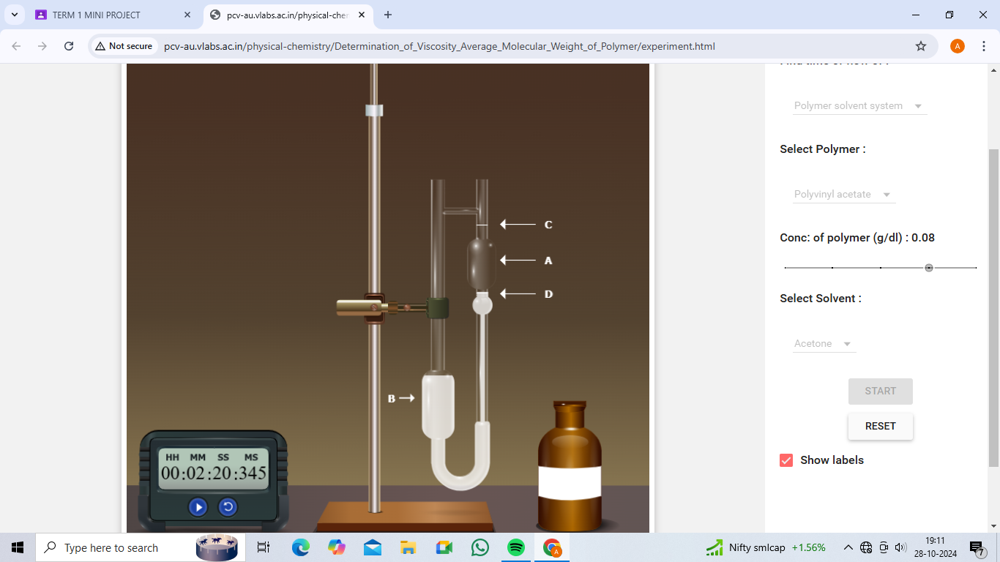 TERM 1 MINI PROJECT
pcv-au.vlabs.ac.in/physical-chem
Not secure
pcv-au.vlabs.ac.in/physical-chemistry/Determination_of_Viscosity_Average_Molecular_Weight_of_Polymer/experiment.html
A
Polymer solvent system
Select Polymer :
Polyvinyl acetate
Conc: of polymer (g/dl) : 0.08
Select Solvent :
Acetone
START
RESET
Show labels
C
A
D
B
HH MM SS MS
00:02:20:345
Type here to search
A
Nifty smlcap +1.56%
19:11
28-10-2024
7